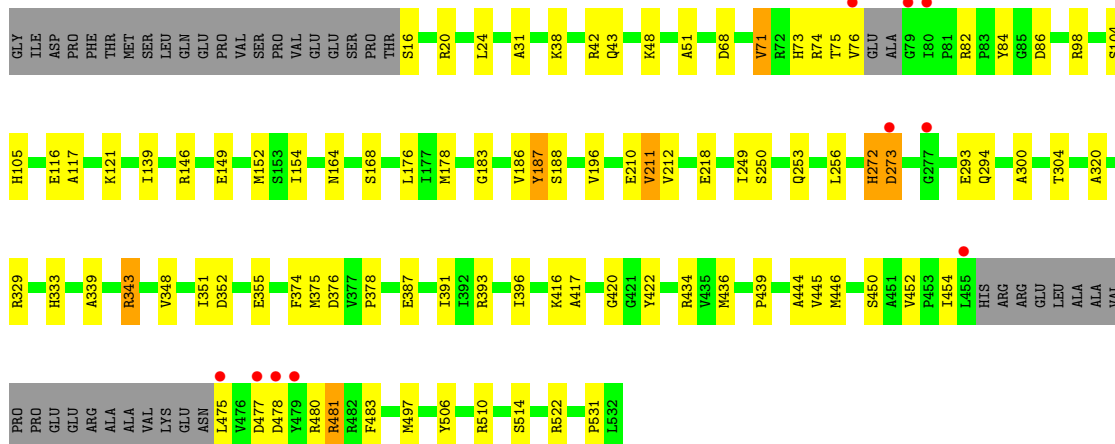 GLY ILE ASP PRO PHE THR MET SER LEU GLN GLU PRO VAL SER PRO VAL GLU GLU SER PRO THR S16 R20 L24 A31 K38 R42 Q43 K48 A51 D68 V71 R72 H73 R74 T75 V76 GLU ALA G79 I80 P81 R82 P83 Y84 G85 D86 R98 S104
H105 E116 A117 K121 I139 R146 E149 M152 S153 I154 N164 S168 L176 I177 M178 G183 V186 Y187 S188 V196 E210 V211 V212 E218 I249 S250 Q253 L256 H272 D273 G277 E293 Q294 A300 T304 A320
R329 H333 A339 R343 V348 I351 D352 E355 F374 M375 D376 V377 P378 E387 I391 I392 R393 I396 K416 A417 G420 G421 Y422 R434 V435 M436 P439 A444 V445 M446 S450 A451 V452 P453 I454 L455 HIS ARG ARG GLU LEU ALA ALA VAL
PRO PRO GLU GLU ARG ALA ALA VAL LYS GLU ASN L475 V476 D477 D478 Y479 R480 R481 R482 F483 M497 Y506 R510 S514 R522 P531 L532